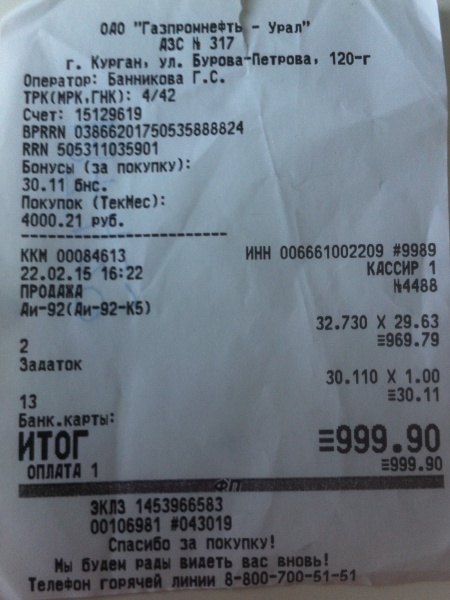 ОАО "Газпромнефть - Урал"
АЗС № 317
г. Курган, ул. Бурова-Петрова, 120-г
Оператор: Банникова Г.С.
ТРК(МРК,ГНК): 4/42
Счет: 15129619
BPRRN 03866201750535888824
RRN 505311035901
Бонусы (за покупку):
30.11 бнс.
Покупок (ТекМес):
4000.21 руб.
--------------------------
ККМ 00084613 ИНН 006661002209 #9989
22.02.15 16:22 КАССИР 1
ПРОДАЖА №4488
Аи-92(Аи-92-К5)
32.730 X 29.63
2 ≡969.79
Задаток
30.110 X 1.00
13 ≡30.11
Банк.карты:
ИТОГ ≡999.90
ОПЛАТА 1 ≡999.90
ФП
ЭКЛЗ 1453966583
00106981 #043019
Спасибо за покупку!
Мы будем рады видеть вас вновь!
Телефон горячей линии 8-800-700-51-51